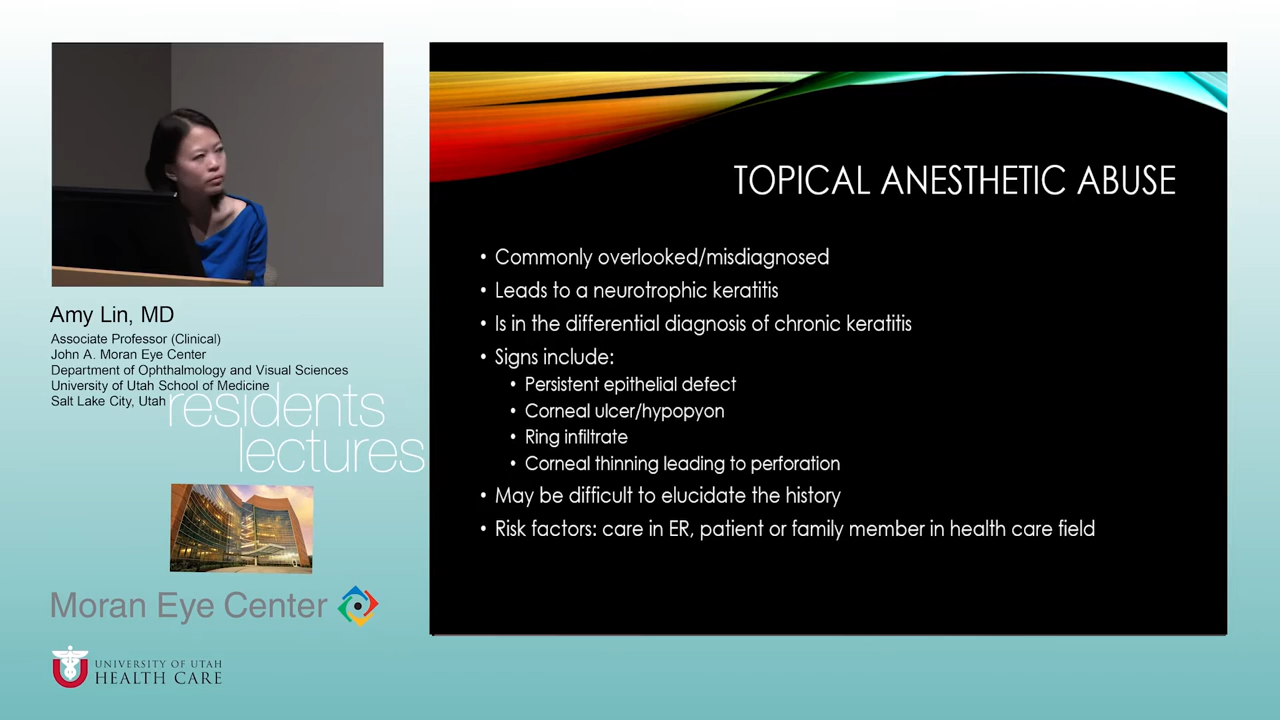 Amy Lin, MD
Associate Professor (Clinical)
John A. Moran Eye Center
Department of Ophthalmology and Visual Sciences
University of Utah School of Medicine
Salt Lake City, Utah
residents
lectures
Moran Eye Center
UNIVERSITY OF UTAH
HEALTH CARE
TOPICAL ANESTHETIC ABUSE
• Commonly overlooked/misdiagnosed
• Leads to a neurotrophic keratitis
• Is in the differential diagnosis of chronic keratitis
• Signs include:
• Persistent epithelial defect
• Corneal ulcer/hypopyon
• Ring infiltrate
• Corneal thinning leading to perforation
• May be difficult to elucidate the history
• Risk factors: care in ER, patient or family member in health care field